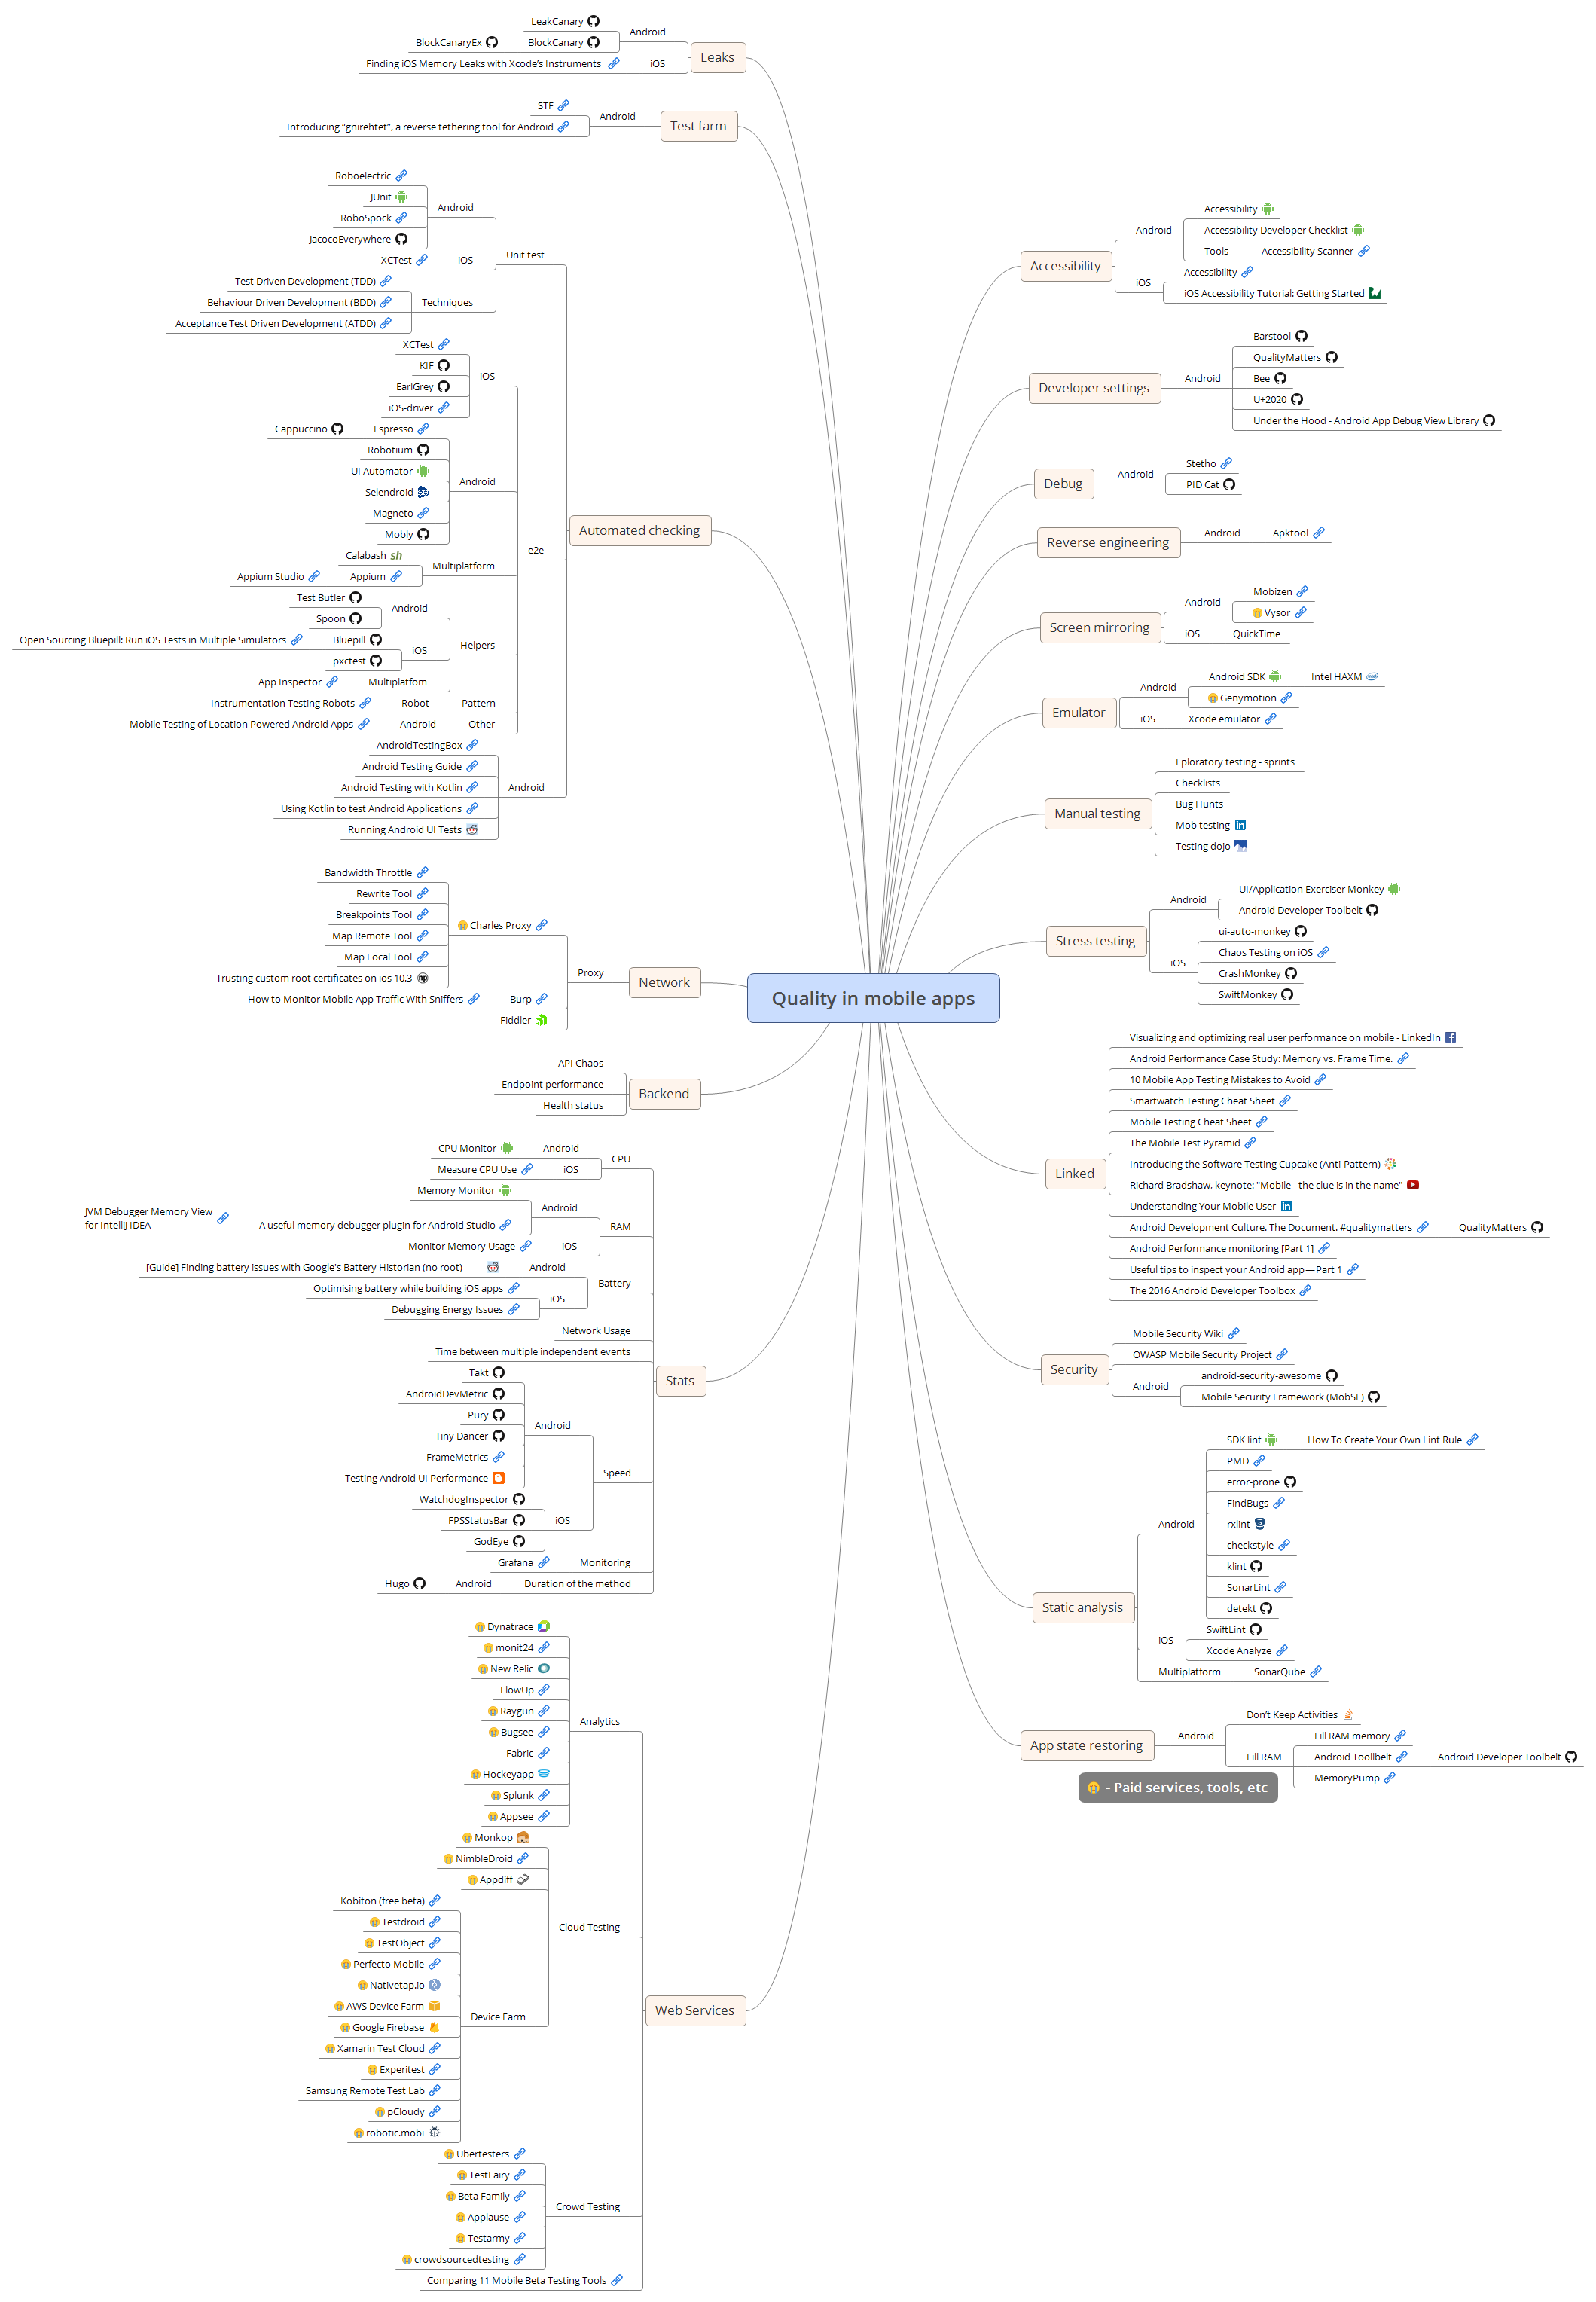 Quality in mobile apps
Leaks
Android
LeakCanary
BlockCanary
BlockCanaryEx
iOS
Finding iOS Memory Leaks with Xcode's Instruments
Test farm
Android
STF
Introducing “gnirehtet”, a reverse tethering tool for Android
Automated checking
Unit test
Android
Roboelectric
JUnit
RoboSpock
JacocoEverywhere
iOS
XCTest
Techniques
Test Driven Development (TDD)
Behaviour Driven Development (BDD)
Acceptance Test Driven Development (ATDD)
e2e
iOS
XCTest
KIF
EarlGrey
iOS-driver
Android
Espresso
Cappuccino
Robotium
UI Automator
Selendroid
Magneto
Mobly
Multiplatform
Calabash
sh
Appium
Appium Studio
Helpers
Android
Test Butler
Spoon
iOS
Bluepill
Open Sourcing Bluepill: Run iOS Tests in Multiple Simulators
pxctest
Multiplatfom
App Inspector
Pattern
Robot
Instrumentation Testing Robots
Other
Android
Mobile Testing of Location Powered Android Apps
Android
AndroidTestingBox
Android Testing Guide
Android Testing with Kotlin
Using Kotlin to test Android Applications
Running Android UI Tests
Network
Proxy
Charles Proxy
Bandwidth Throttle
Rewrite Tool
Breakpoints Tool
Map Remote Tool
Map Local Tool
Trusting custom root certificates on ios 10.3
Burp
How to Monitor Mobile App Traffic With Sniffers
Fiddler
Backend
API Chaos
Endpoint performance
Health status
Stats
CPU
Android
CPU Monitor
iOS
Measure CPU Use
RAM
Android
Memory Monitor
A useful memory debugger plugin for Android Studio
JVM Debugger Memory View
for IntelliJ IDEA
iOS
Monitor Memory Usage
Battery
Android
[Guide] Finding battery issues with Google's Battery Historian (no root)
iOS
Optimising battery while building iOS apps
Debugging Energy Issues
Network Usage
Time between multiple independent events
Speed
Android
Takt
AndroidDevMetric
Pury
Tiny Dancer
FrameMetrics
Testing Android UI Performance
iOS
WatchdogInspector
FPSStatusBar
GodEye
Monitoring
Grafana
Duration of the method
Android
Hugo
Web Services
Analytics
Dynatrace
monit24
New Relic
FlowUp
Raygun
Bugsee
Fabric
Hockeyapp
Splunk
Appsee
Cloud Testing
Monkop
NimbleDroid
Appdiff
Device Farm
Kobiton (free beta)
Testdroid
TestObject
Perfecto Mobile
Nativetap.io
AWS Device Farm
Google Firebase
Xamarin Test Cloud
Experitest
Samsung Remote Test Lab
pCloudy
robotic.mobi
Crowd Testing
Ubertesters
TestFairy
Beta Family
Applause
Testarmy
crowdsourcedtesting
Comparing 11 Mobile Beta Testing Tools
Accessibility
Android
Accessibility
Accessibility Developer Checklist
Tools
Accessibility Scanner
iOS
Accessibility
iOS Accessibility Tutorial: Getting Started
Developer settings
Android
Barstool
QualityMatters
Bee
U+2020
Under the Hood - Android App Debug View Library
Debug
Android
Stetho
PID Cat
Reverse engineering
Android
Apktool
Screen mirroring
Android
Mobizen
Vysor
iOS
QuickTime
Emulator
Android
Android SDK
Intel HAXM
Genymotion
iOS
Xcode emulator
Manual testing
Eploratory testing - sprints
Checklists
Bug Hunts
Mob testing
Testing dojo
Stress testing
Android
UI/Application Exerciser Monkey
Android Developer Toolbelt
iOS
ui-auto-monkey
Chaos Testing on iOS
CrashMonkey
SwiftMonkey
Linked
Visualizing and optimizing real user performance on mobile - LinkedIn
Android Performance Case Study: Memory vs. Frame Time.
10 Mobile App Testing Mistakes to Avoid
Smartwatch Testing Cheat Sheet
Mobile Testing Cheat Sheet
The Mobile Test Pyramid
Introducing the Software Testing Cupcake (Anti-Pattern)
Richard Bradshaw, keynote: "Mobile - the clue is in the name"
Understanding Your Mobile User
Android Development Culture. The Document. #qualitymatters
QualityMatters
Android Performance monitoring [Part 1]
Useful tips to inspect your Android app — Part 1
The 2016 Android Developer Toolbox
Security
Mobile Security Wiki
OWASP Mobile Security Project
Android
android-security-awesome
Mobile Security Framework (MobSF)
Static analysis
Android
SDK lint
How To Create Your Own Lint Rule
PMD
error-prone
FindBugs
rxlint
checkstyle
klint
SonarLint
detekt
iOS
SwiftLint
Xcode Analyze
Multiplatform
SonarQube
App state restoring
Android
Don’t Keep Activities
Fill RAM
Fill RAM memory
Android Toollbelt
Android Developer Toolbelt
MemoryPump
- Paid services, tools, etc